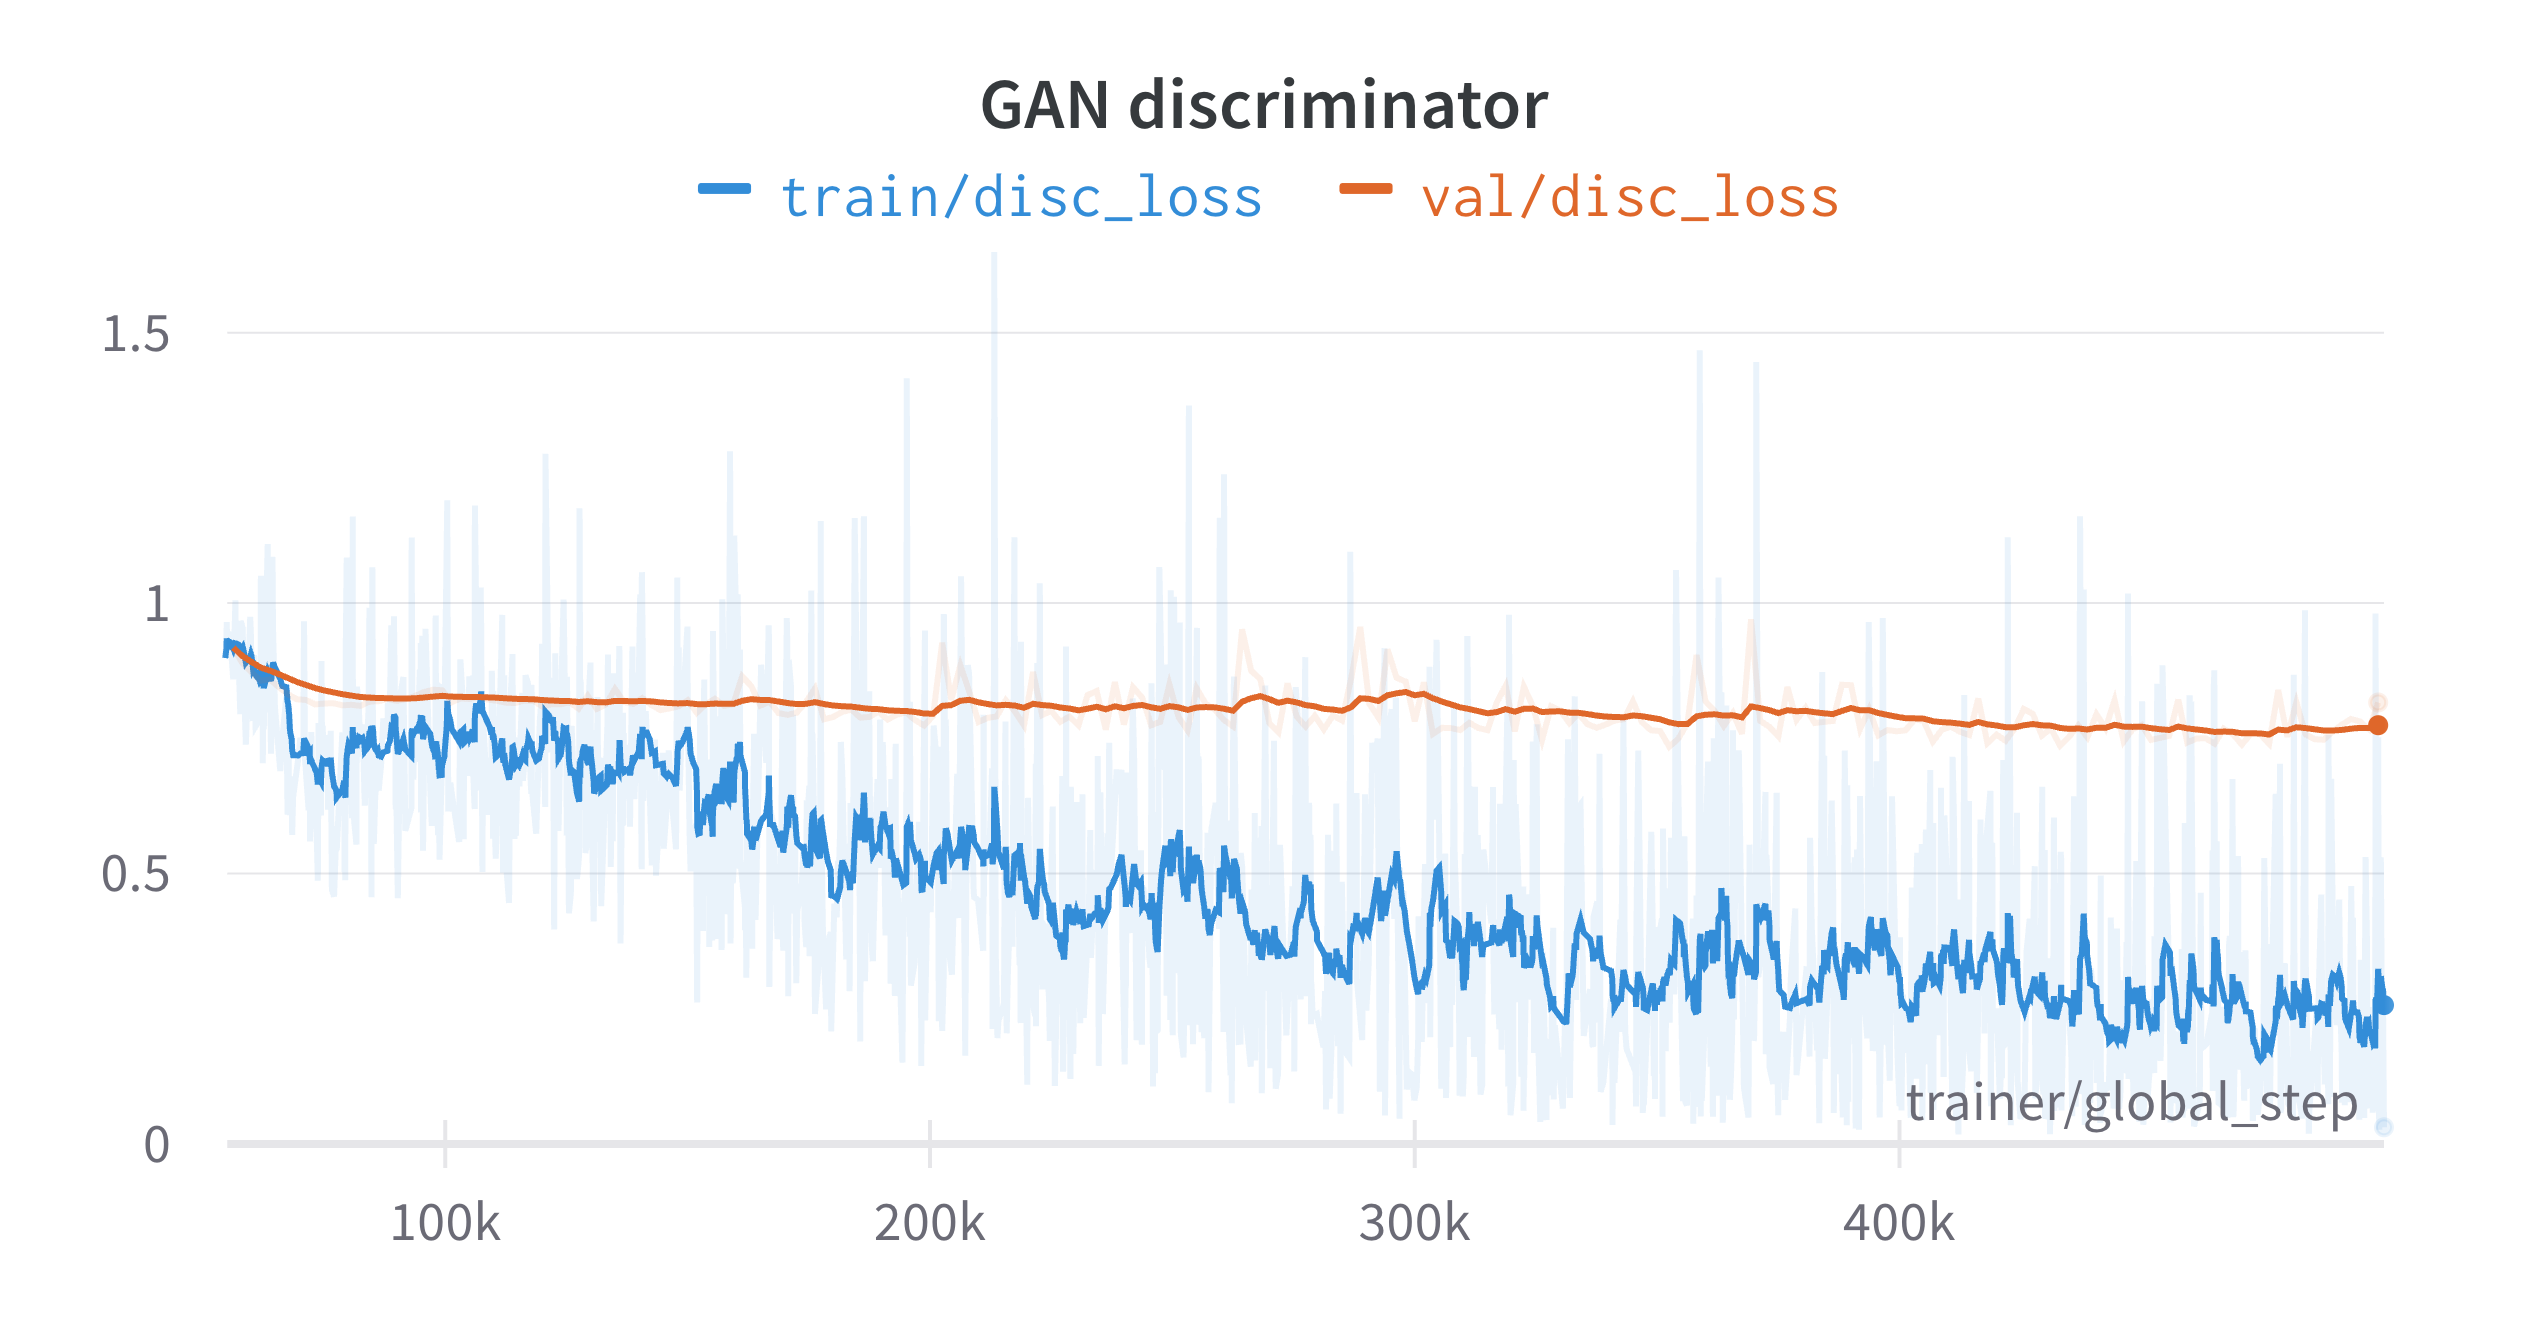 GAN discriminator
train/disc_loss val/disc_loss
1.5
1
0.5
trainer/global_step
0
100k 200k 300k 400k